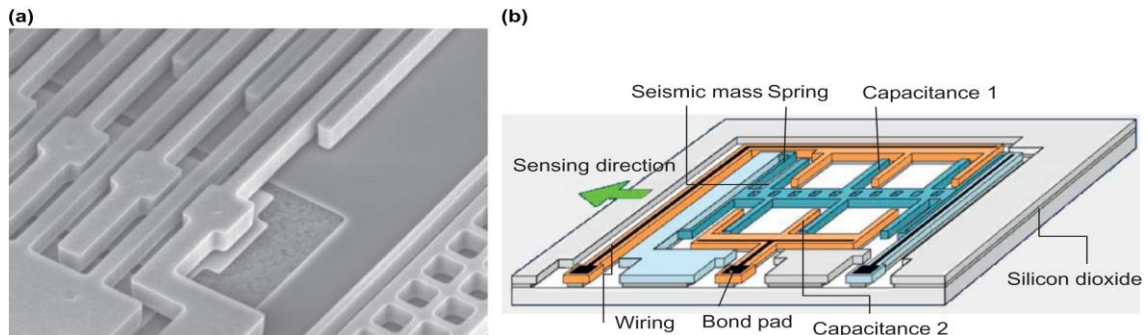 (a)
(b)
Seismic mass Spring Capacitance 1
Sensing direction
Silicon dioxide
Wiring Bond pad Capacitance 2